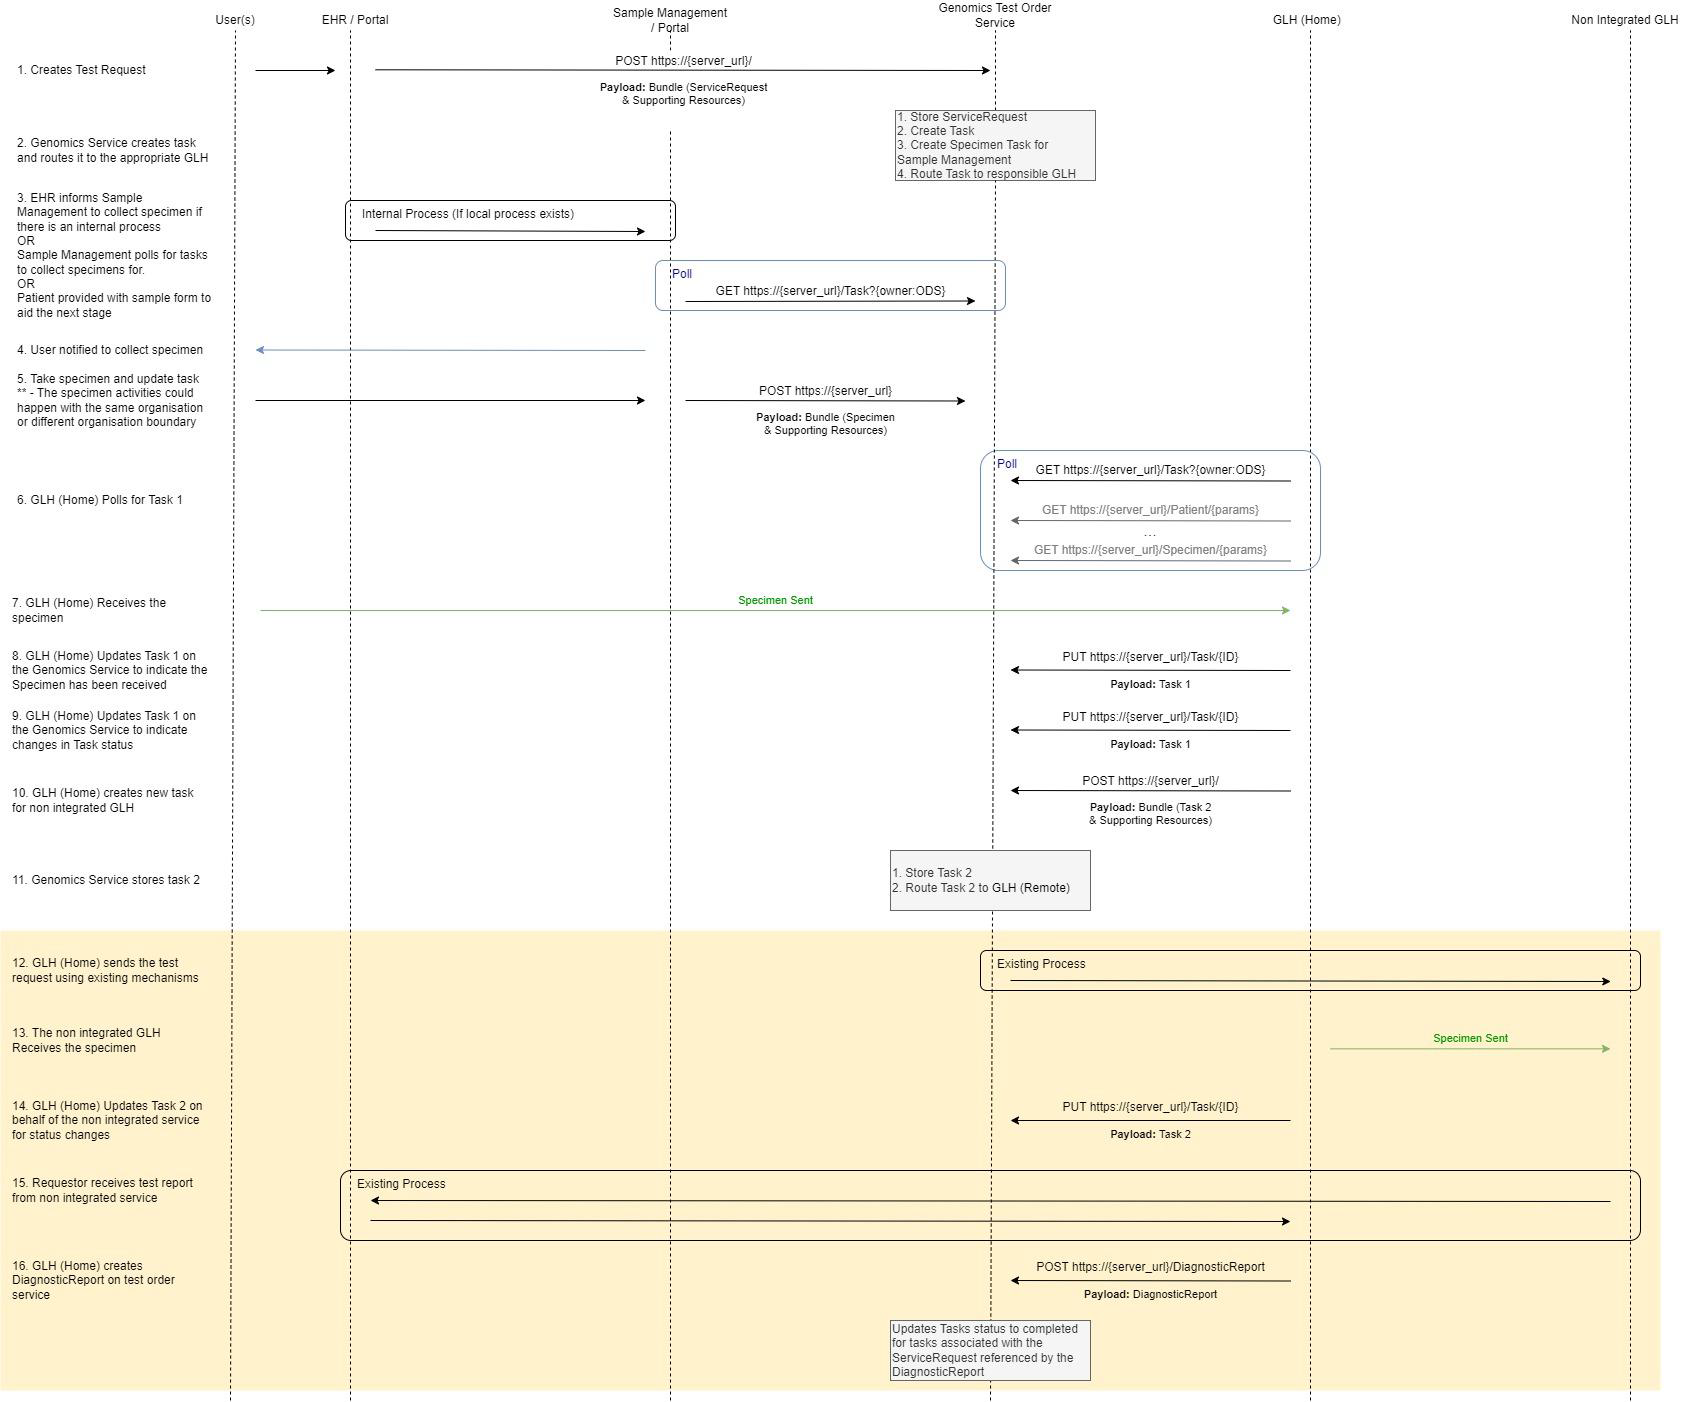 User(s)
EHR / Portal
Sample Management
/ Portal
Genomics Test Order
Service
GLH (Home)
Non Integrated GLH
1. Creates Test Request
POST https://{server_url}/
Payload: Bundle (ServiceRequest
& Supporting Resources)
2. Genomics Service creates task
and routes it to the appropriate GLH
1. Store ServiceRequest
2. Create Task
3. Create Specimen Task for
Sample Management
4. Route Task to responsible GLH
3. EHR informs Sample
Management to collect specimen if
there is an internal process
OR
Sample Management polls for tasks
to collect specimens for.
OR
Patient provided with sample form to
aid the next stage
Internal Process (If local process exists)
Poll
GET https://{server_url}/Task?{owner:ODS}
4. User notified to collect specimen
5. Take specimen and update task
** - The specimen activities could
happen with the same organisation
or different organisation boundary
POST https://{server_url}
Payload: Bundle (Specimen
& Supporting Resources)
6. GLH (Home) Polls for Task 1
Poll
GET https://{server_url}/Task?{owner:ODS}
GET https://{server_url}/Patient/{params}
...
GET https://{server_url}/Specimen/{params}
7. GLH (Home) Receives the
specimen
Specimen Sent
8. GLH (Home) Updates Task 1 on
the Genomics Service to indicate the
Specimen has been received
PUT https://{server_url}/Task/{ID}
Payload: Task 1
9. GLH (Home) Updates Task 1 on
the Genomics Service to indicate
changes in Task status
PUT https://{server_url}/Task/{ID}
Payload: Task 1
10. GLH (Home) creates new task
for non integrated GLH
POST https://{server_url}/
Payload: Bundle (Task 2
& Supporting Resources)
11. Genomics Service stores task 2
1. Store Task 2
2. Route Task 2 to GLH (Remote)
12. GLH (Home) sends the test
request using existing mechanisms
Existing Process
13. The non integrated GLH
Receives the specimen
Specimen Sent
14. GLH (Home) Updates Task 2 on
behalf of the non integrated service
for status changes
PUT https://{server_url}/Task/{ID}
Payload: Task 2
15. Requestor receives test report
from non integrated service
Existing Process
16. GLH (Home) creates
DiagnosticReport on test order
service
POST https://{server_url}/DiagnosticReport
Payload: DiagnosticReport
Updates Tasks status to completed
for tasks associated with the
ServiceRequest referenced by the
DiagnosticReport